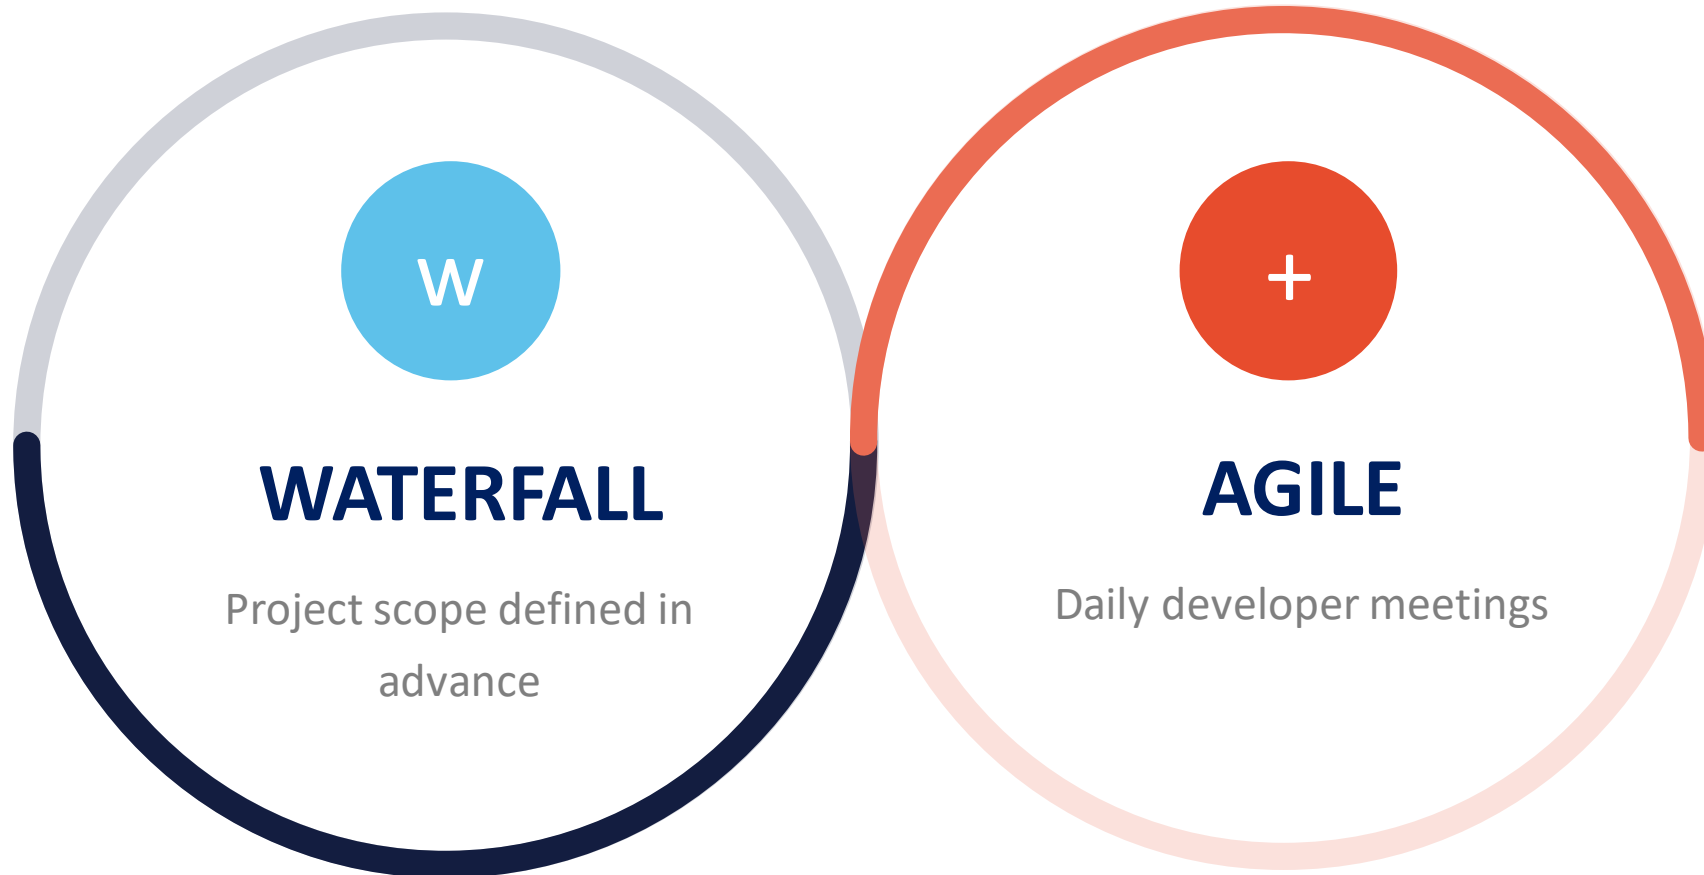 w
WATERFALL
Project scope defined in
advance
+
AGILE
Daily developer meetings